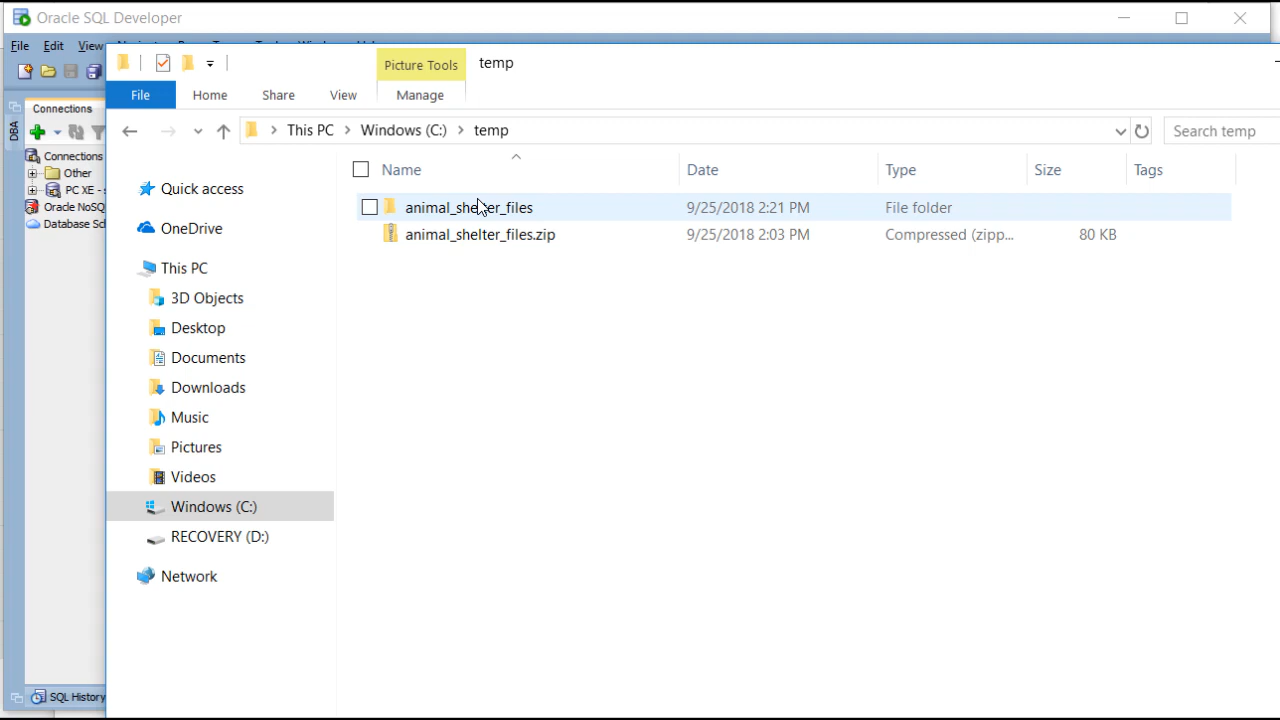 Oracle SQL Developer
File Edit View
Picture Tools temp
File Home Share View Manage
Connections
This PC Windows (C:) temp
Search temp
DBA
Connections
Other
PC XE - s
Oracle NoSQ
Database Sch
Name Date Type Size Tags
animal_shelter_files 9/25/2018 2:21 PM File folder
animal_shelter_files.zip 9/25/2018 2:03 PM Compressed (zipp... 80 KB
Quick access
OneDrive
This PC
3D Objects
Desktop
Documents
Downloads
Music
Pictures
Videos
Windows (C:)
RECOVERY (D:)
Network
SQL History